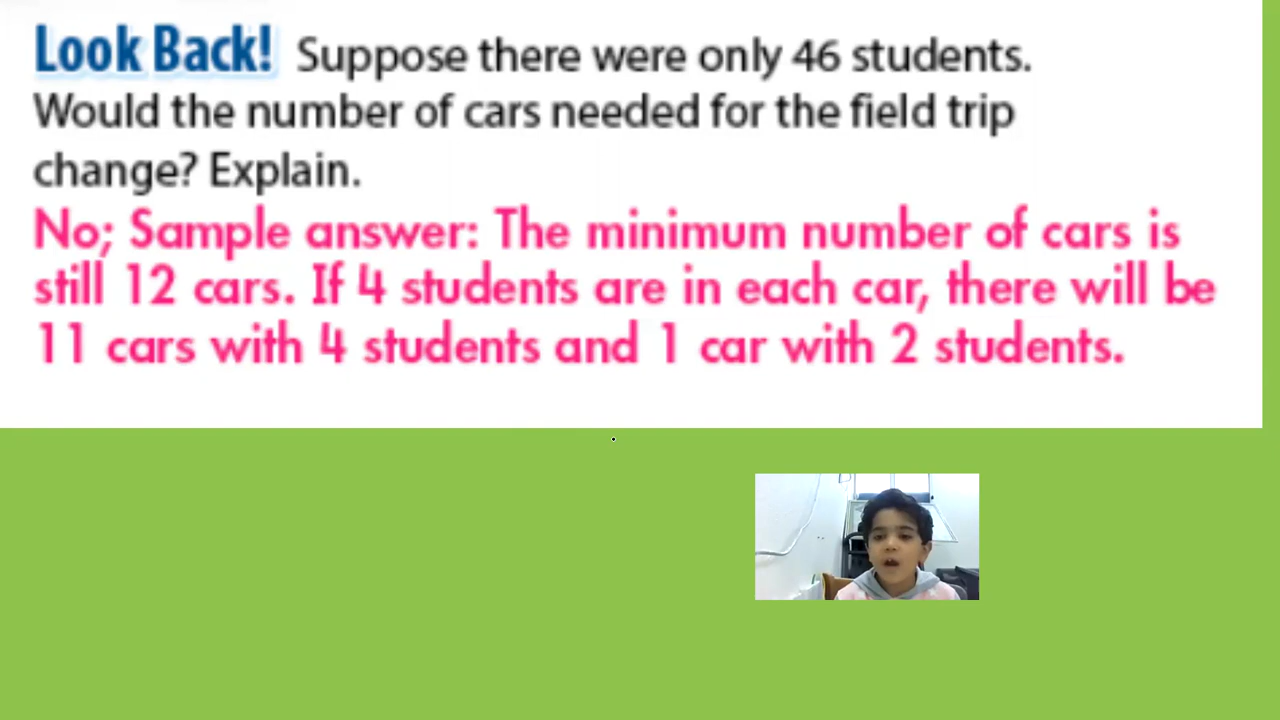 Look Back! Suppose there were only 46 students.
Would the number of cars needed for the field trip
change? Explain.
No; Sample answer: The minimum number of cars is
still 12 cars. If 4 students are in each car, there will be
11 cars with 4 students and 1 car with 2 students.